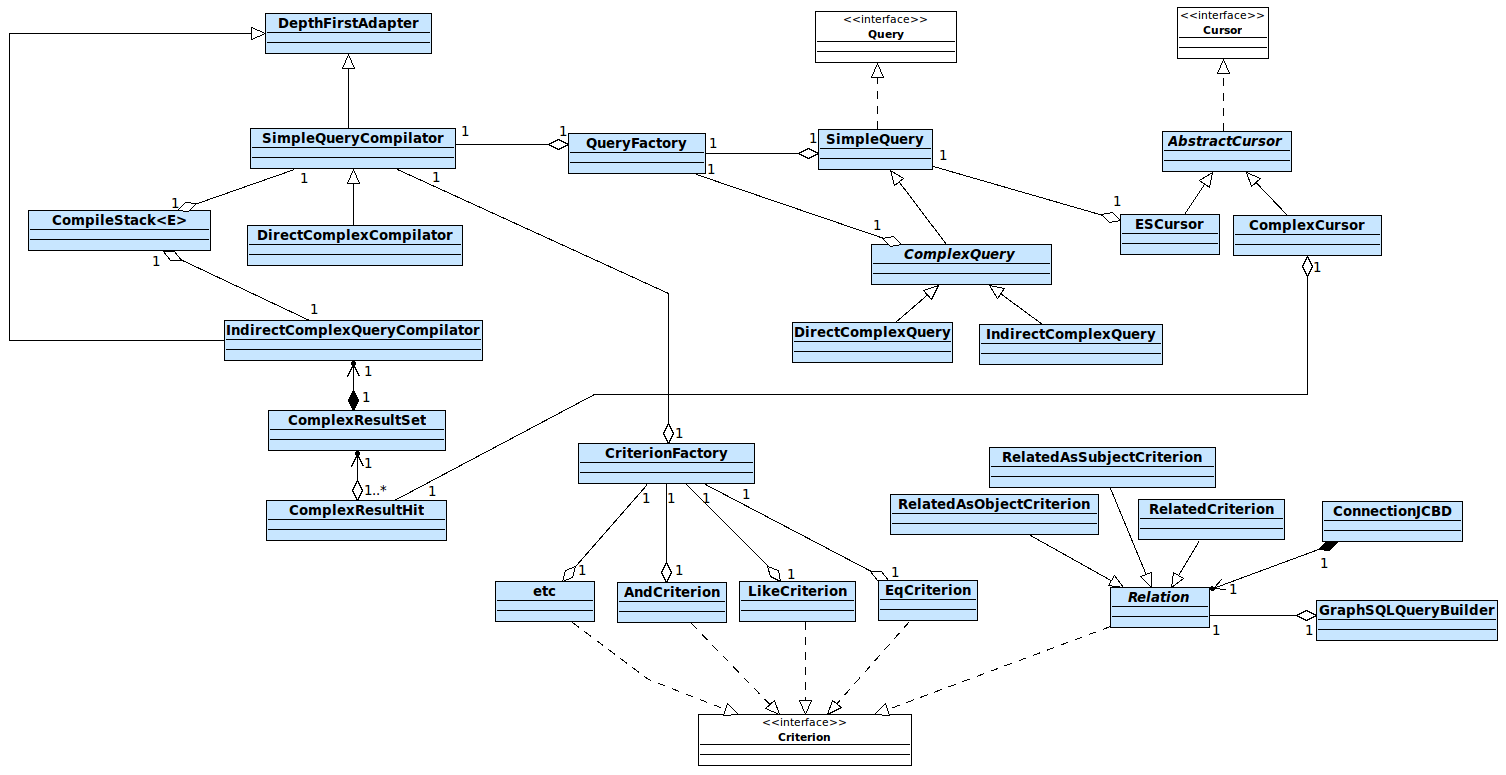 DepthFirstAdapter
<<interface>>
Query
<<interface>>
Cursor
SimpleQueryCompilator
1
1
QueryFactory
1
1
SimpleQuery
1
AbstractCursor
1
1
1
1
1
CompileStack<E>
DirectComplexCompilator
1
ComplexQuery
1
ESCursor
ComplexCursor
1
1
1
IndirectComplexQueryCompilator
DirectComplexQuery
IndirectComplexQuery
1
1
ComplexResultSet
1
1..*
1
ComplexResultHit
1
CriterionFactory
1
1
1
1
RelatedAsSubjectCriterion
RelatedAsObjectCriterion
RelatedCriterion
ConnectionJCBD
1
1
1
1
1
1
etc
AndCriterion
LikeCriterion
EqCriterion
Relation
1
1
GraphSQLQueryBuilder
<<interface>>
Criterion